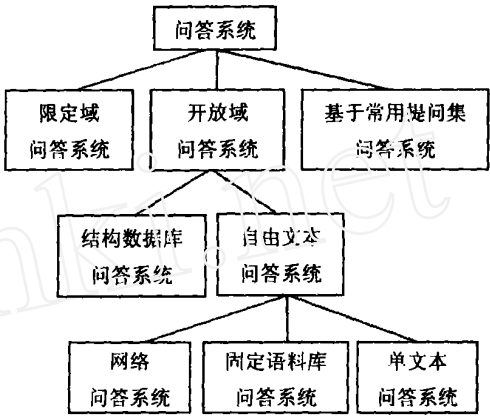 问答系统
限定域
问答系统
开放域
问答系统
基于常用提问集
问答系统
结构数据库
问答系统
自由文本
问答系统
网络
问答系统
固定语料库
问答系统
单文本
问答系统
nki.net